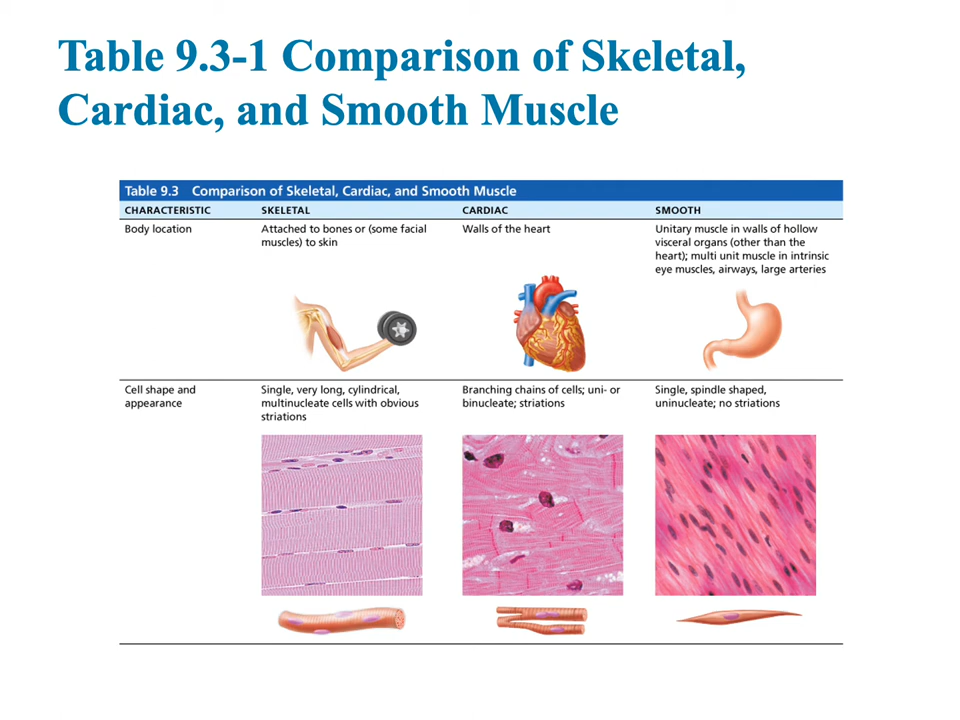 Table 9.3-1 Comparison of Skeletal,
Cardiac, and Smooth Muscle
Table 9.3 Comparison of Skeletal, Cardiac, and Smooth Muscle
CHARACTERISTIC SKELETAL CARDIAC SMOOTH
Body location
Attached to bones or (some facial
muscles) to skin
Walls of the heart
Unitary muscle in walls of hollow
visceral organs (other than the
heart); multi unit muscle in intrinsic
eye muscles, airways, large arteries
Cell shape and
appearance
Single, very long, cylindrical,
multinucleate cells with obvious
striations
Branching chains of cells; uni- or
binucleate; striations
Single, spindle shaped,
uninucleate; no striations